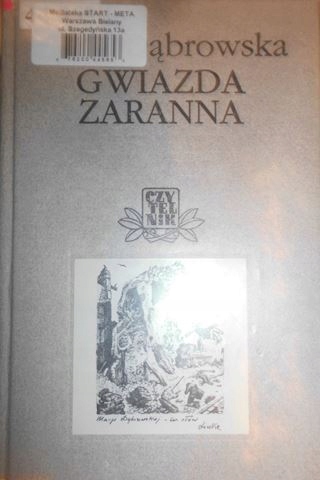 Mediateka START - META
Warszawa Bielany
ul. Szegedyńska 13a
ąbrowska
GWIAZDA
ZARANNA
CZY
TEL
NIK